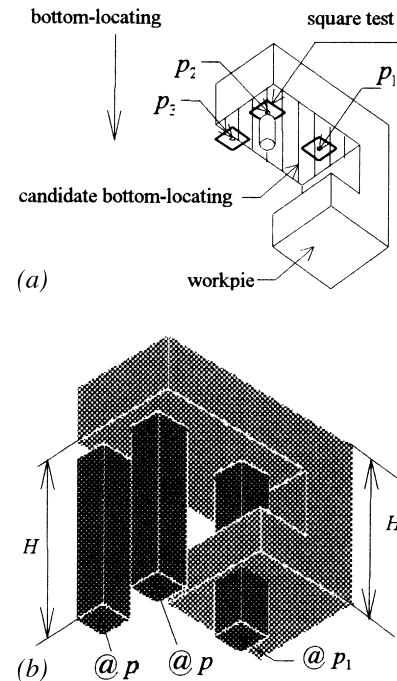 bottom-locating
square test
p2
p1
p3
candidate bottom-locating
workpie
(a)
H
H
@ p
@ p
@ p1
(b)